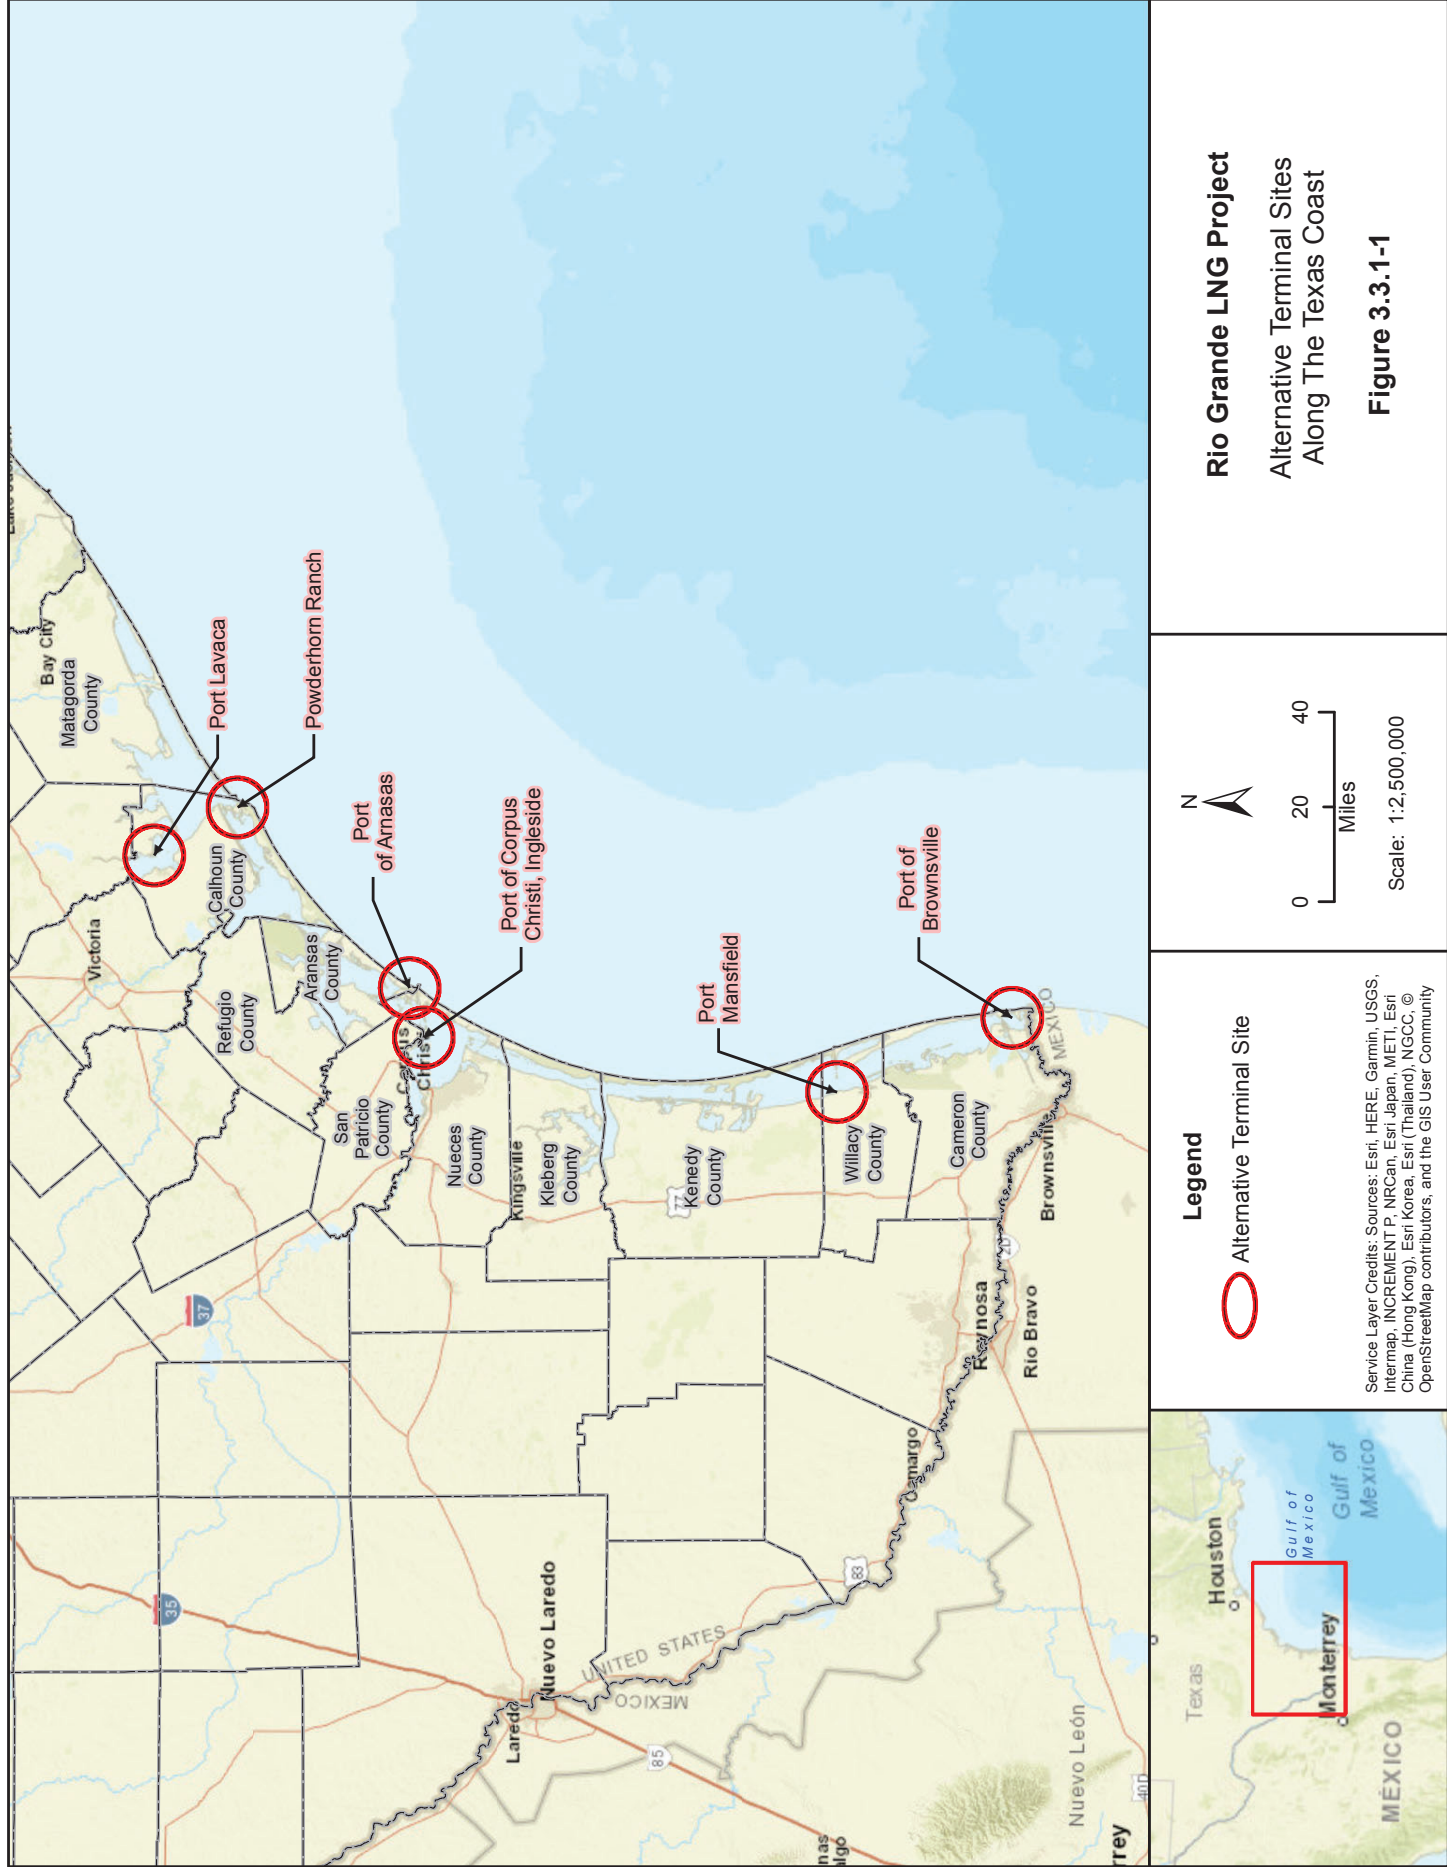 Bay City
Matagorda
County
Port Lavaca
Powderhorn Ranch
Victoria
Calhoun
County
Port
of Arnasas
Aransas
County
Refugio
County
Port of Corpus
Christi, Ingleside
San
Patricio
County
Nueces
County
Kingsville
Kleberg
County
77
Kenedy
County
Port
Mansfield
Willacy
County
Port of
Brownsville
Cameron
County
Brownsville
MEXICO
37
35
Laredo
Nuevo Laredo
UNITED STATES
MEXICO
85
83
Reynosa
Río Bravo
2D
Nuevo León
40D
Texas
Houston
Monterrey
MÉXICO
Gulf of
Mexico
Gulf of
Mexico
Legend
Alternative Terminal Site
Service Layer Credits: Sources: Esri, HERE, Garmin, USGS,
Intermap, INCREMENT P, NRCan, Esri Japan, METI, Esri
China (Hong Kong), Esri Korea, Esri (Thailand), NGCC, ©
OpenStreetMap contributors, and the GIS User Community
N
0 20 40
Miles
Scale: 1:2,500,000
Rio Grande LNG Project
Alternative Terminal Sites
Along The Texas Coast
Figure 3.3.1-1